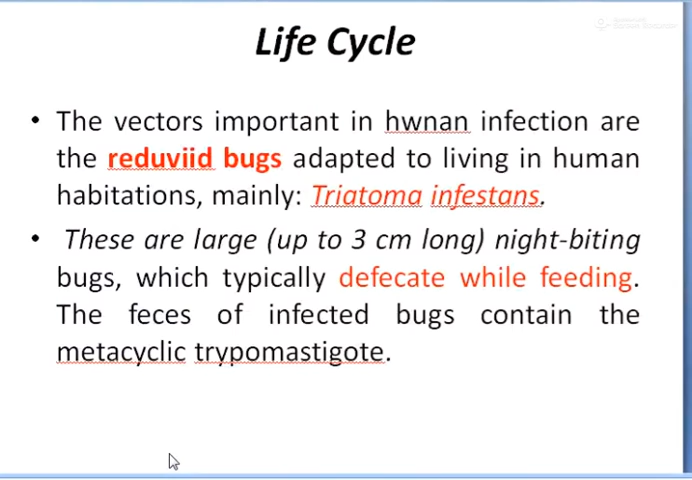 Life Cycle
• The vectors important in hwnan infection are
the reduviid bugs adapted to living in human
habitations, mainly: Triatoma infestans.
• These are large (up to 3 cm long) night-biting
bugs, which typically defecate while feeding.
The feces of infected bugs contain the
metacyclic trypomastigote.